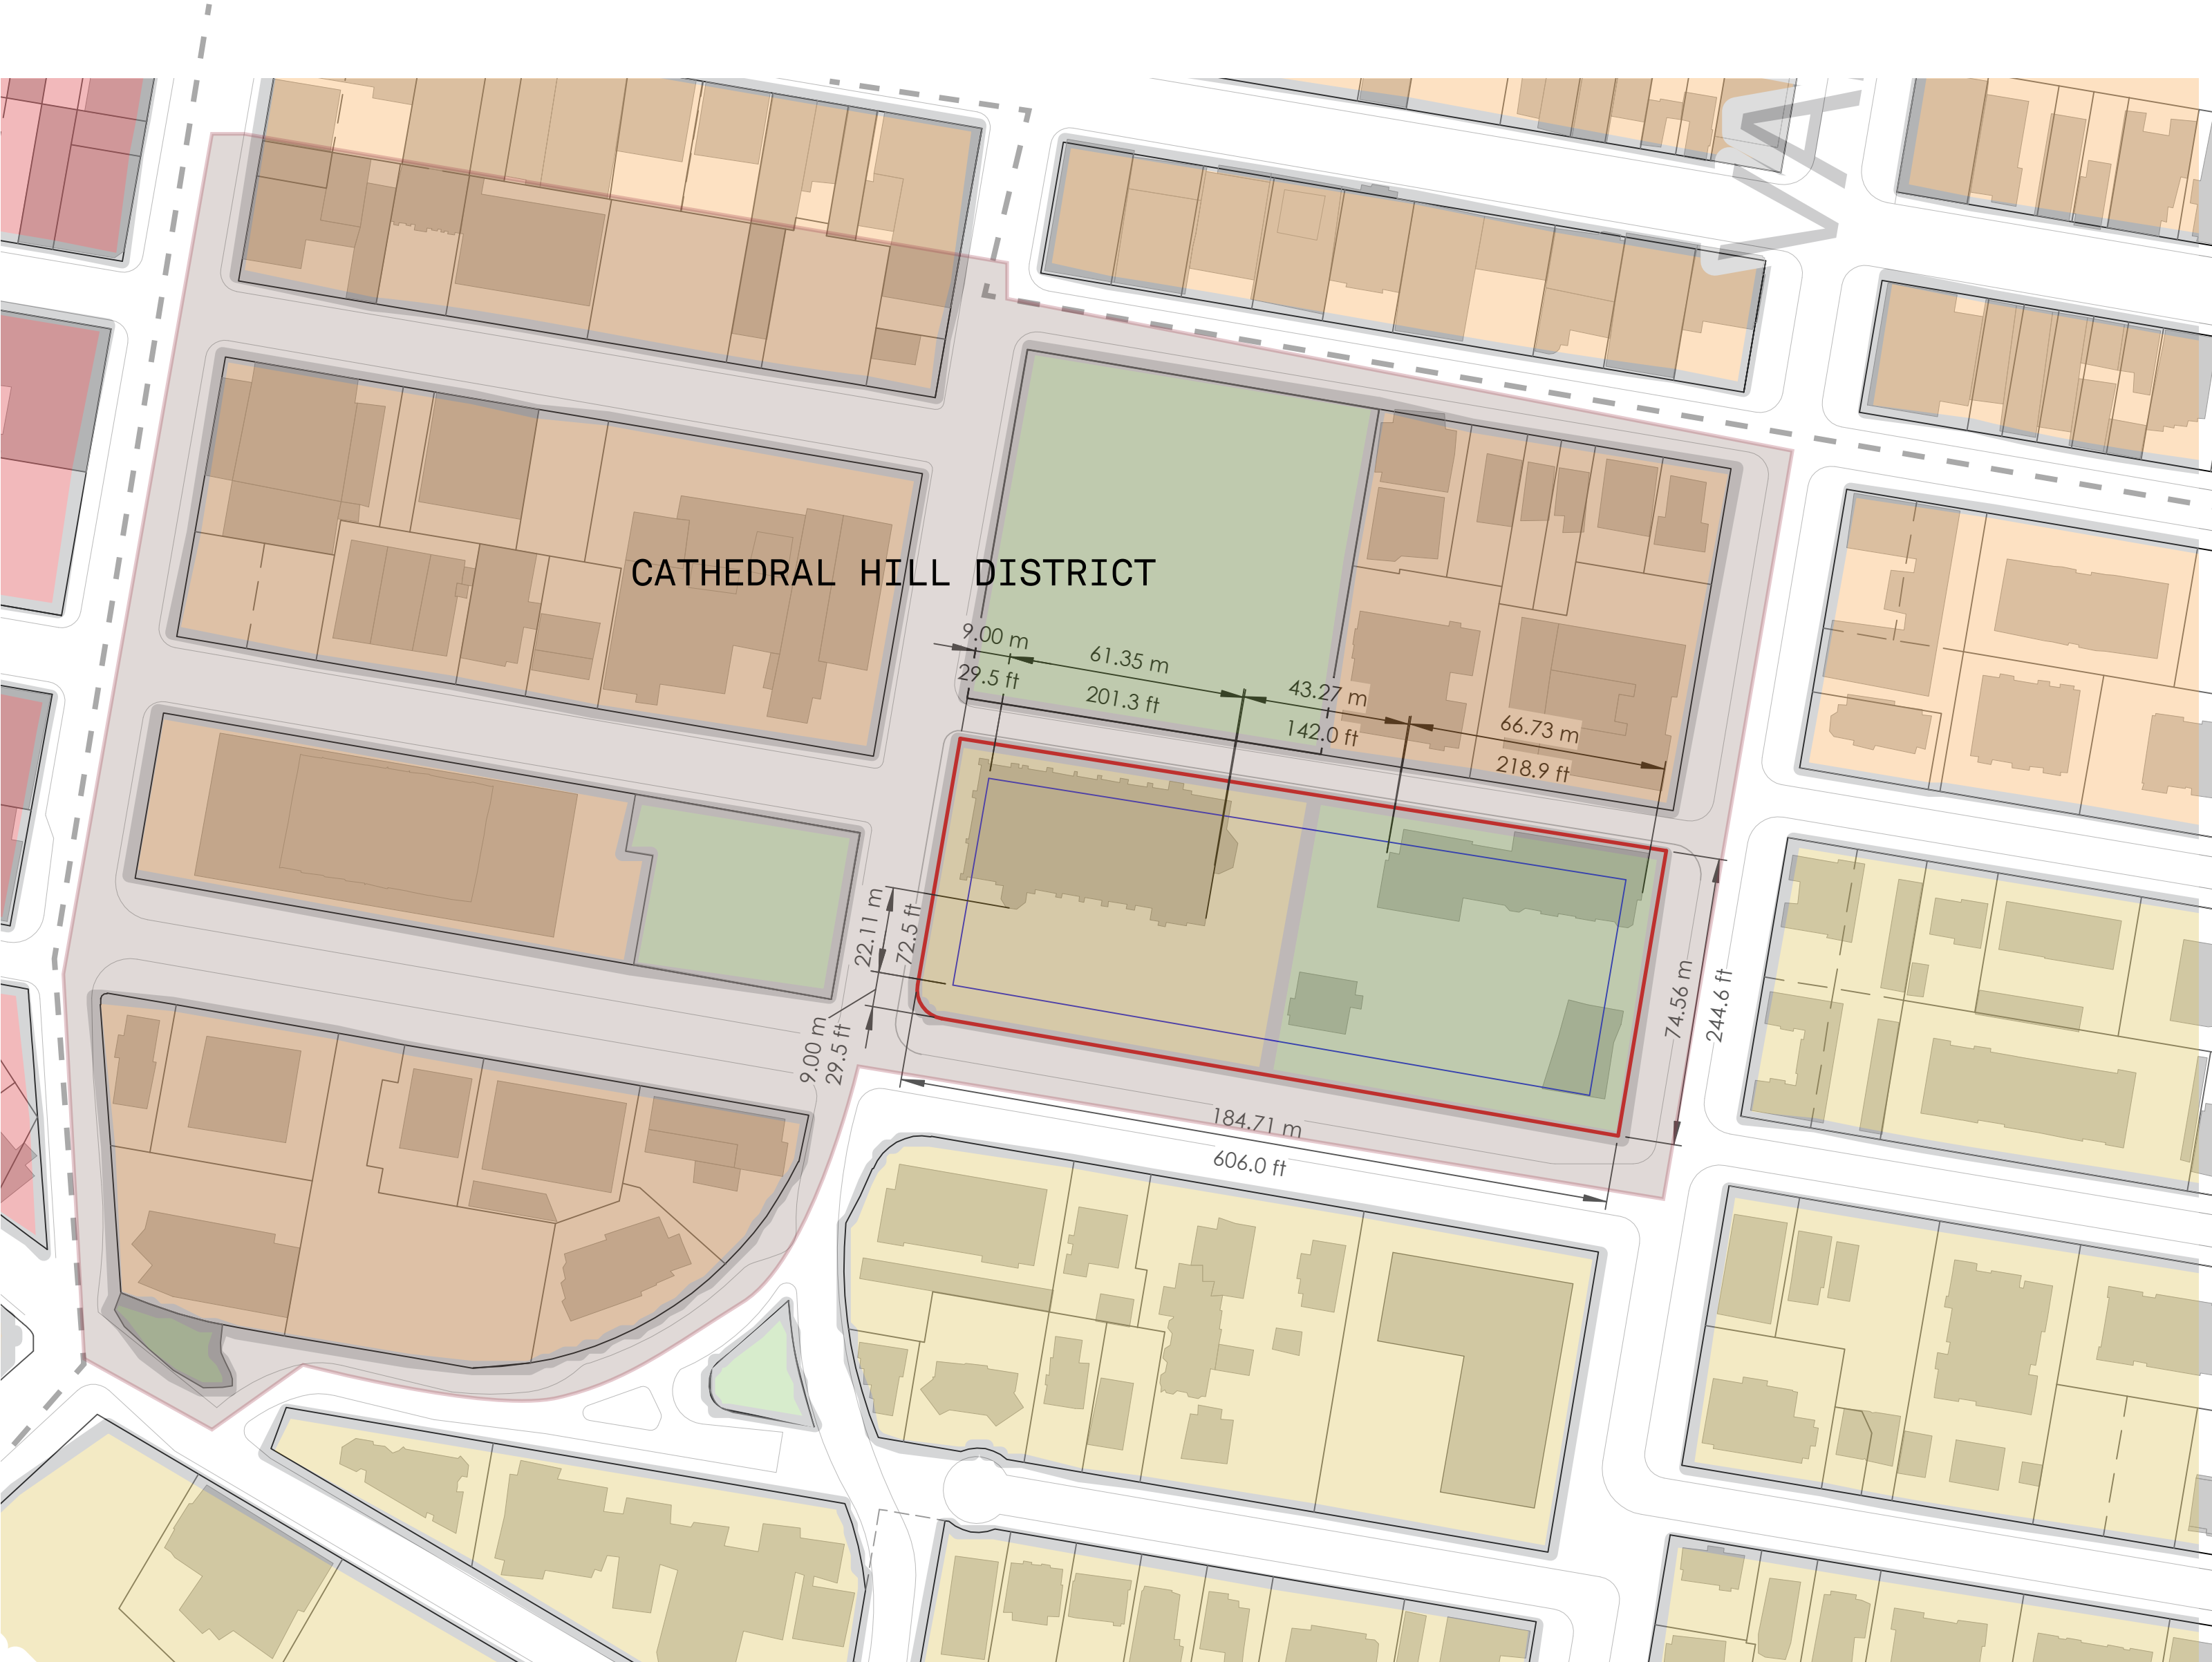 VA
CATHEDRAL HILL DISTRICT
9.00 m
29.5 ft
61.35 m
201.3 ft
43.27 m
142.0 ft
66.73 m
218.9 ft
22.11 m
72.5 ft
9.00 m
29.5 ft
74.56 m
244.6 ft
184.71 m
606.0 ft